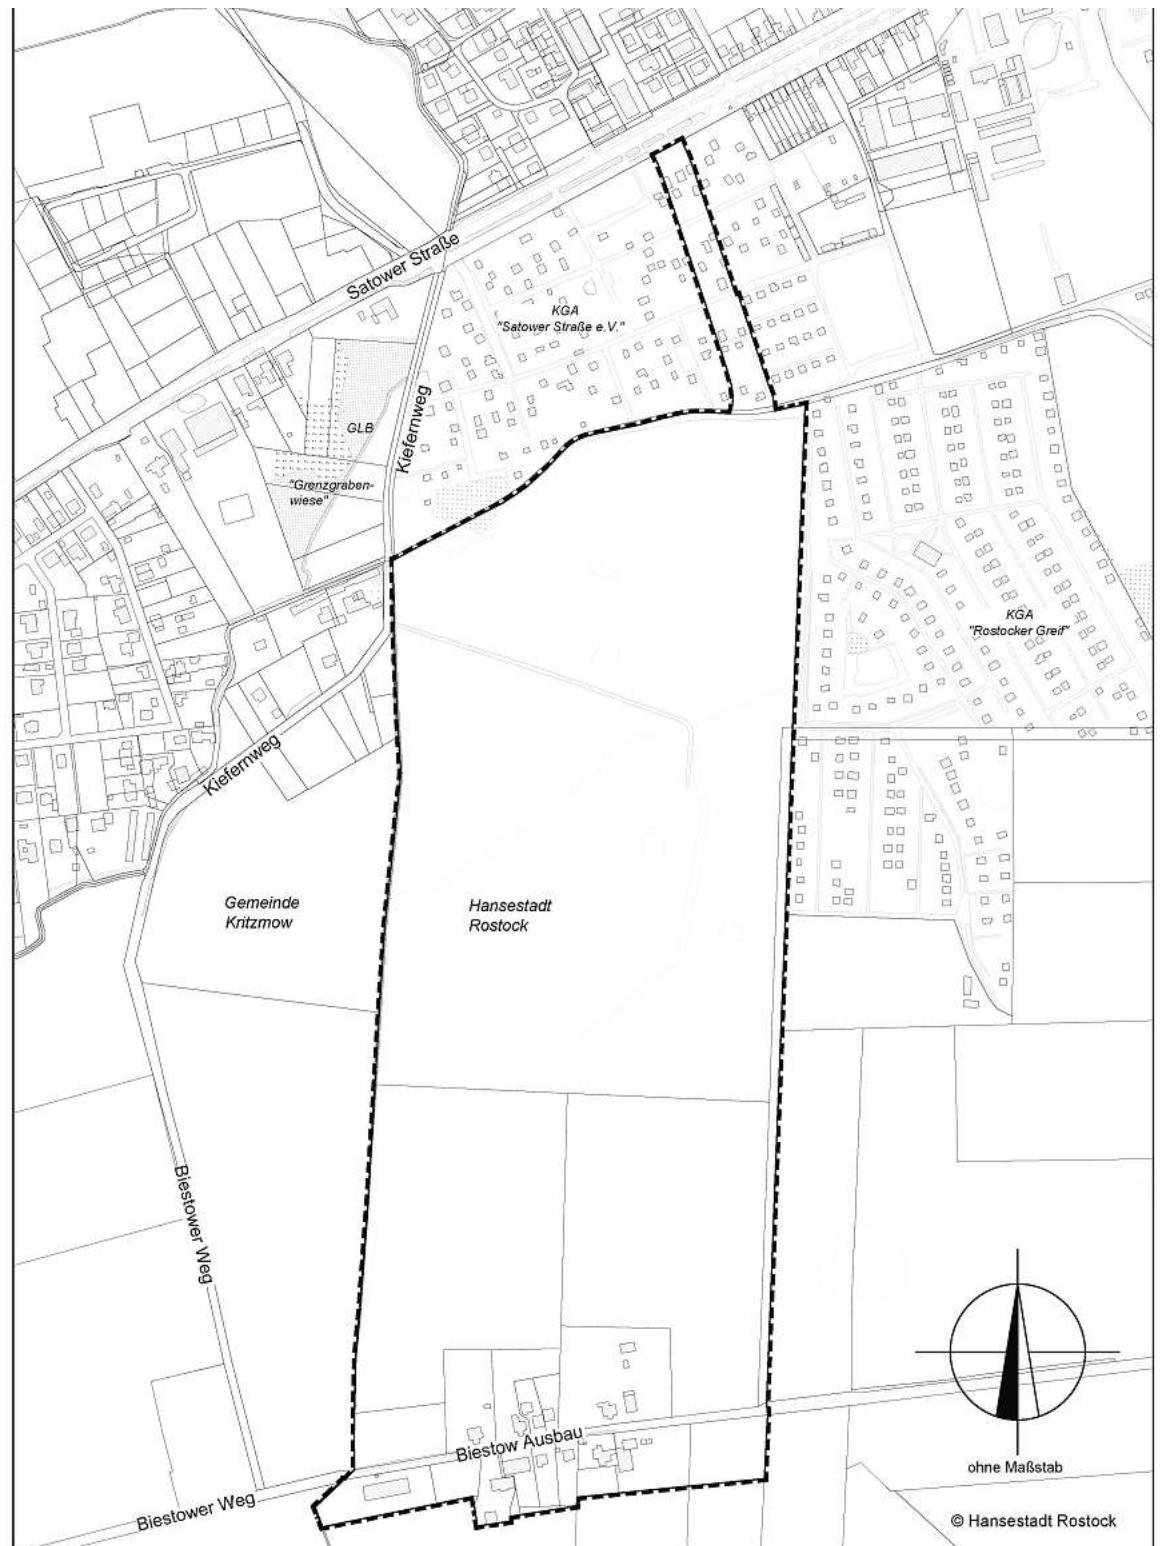 Satower Straße
KGA
"Satower Straße e.V."
Kiefernweg
GLB
"Grenzgraben-
wiese"
KGA
"Rostocker Greif"
Kiefernweg
Gemeinde
Kritzmow
Hansestadt
Rostock
Biestower Weg
Biestow Ausbau
ohne Maßstab
Biestower Weg
© Hansestadt Rostock